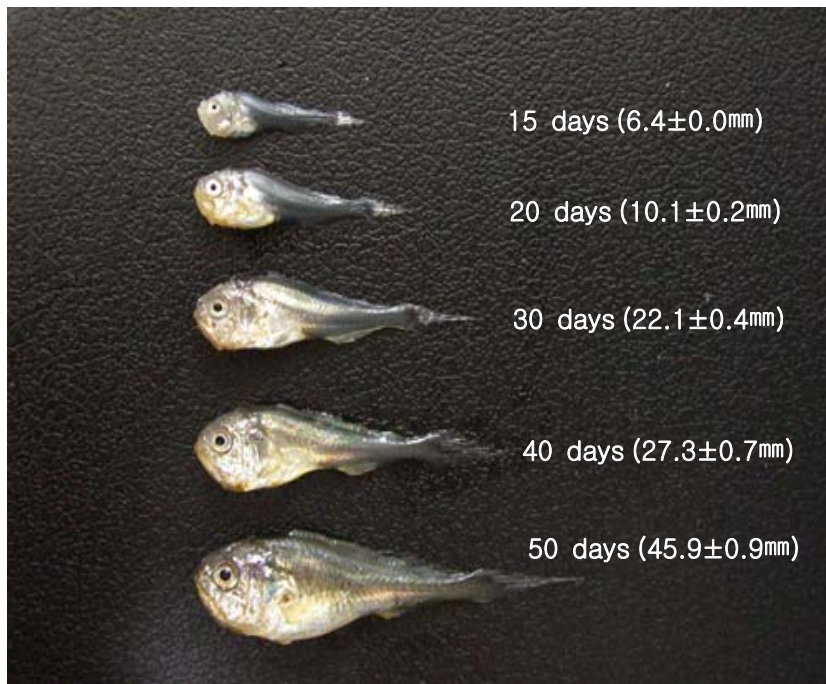 15 days (6.4±0.0㎜)
20 days (10.1±0.2㎜)
30 days (22.1±0.4㎜)
40 days (27.3±0.7㎜)
50 days (45.9±0.9㎜)